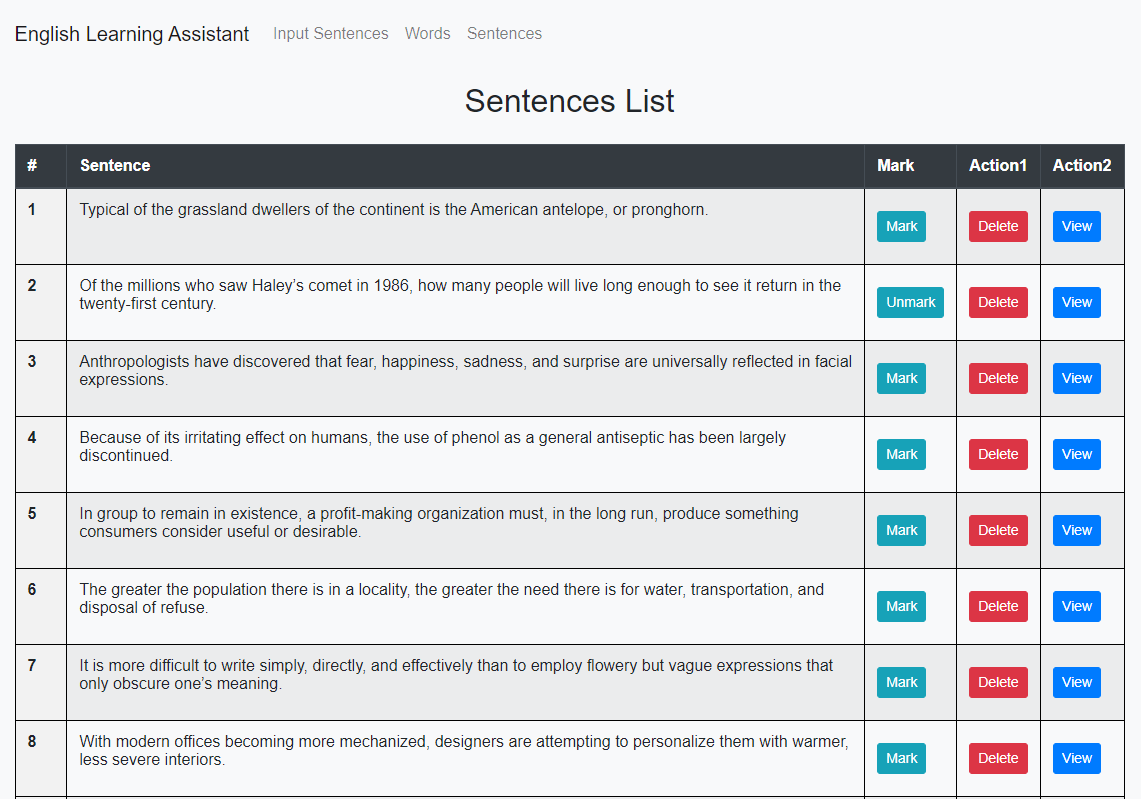 English Learning Assistant Input Sentences Words Sentences
Sentences List
# Sentence Mark Action1 Action2
1 Typical of the grassland dwellers of the continent is the American antelope, or pronghorn.
Mark Delete View
2 Of the millions who saw Haley’s comet in 1986, how many people will live long enough to see it return in the
twenty-first century.
Unmark Delete View
3 Anthropologists have discovered that fear, happiness, sadness, and surprise are universally reflected in facial
expressions.
Mark Delete View
4 Because of its irritating effect on humans, the use of phenol as a general antiseptic has been largely
discontinued.
Mark Delete View
5 In group to remain in existence, a profit-making organization must, in the long run, produce something
consumers consider useful or desirable.
Mark Delete View
6 The greater the population there is in a locality, the greater the need there is for water, transportation, and
disposal of refuse.
Mark Delete View
7 It is more difficult to write simply, directly, and effectively than to employ flowery but vague expressions that
only obscure one’s meaning.
Mark Delete View
8 With modern offices becoming more mechanized, designers are attempting to personalize them with warmer,
less severe interiors.
Mark Delete View